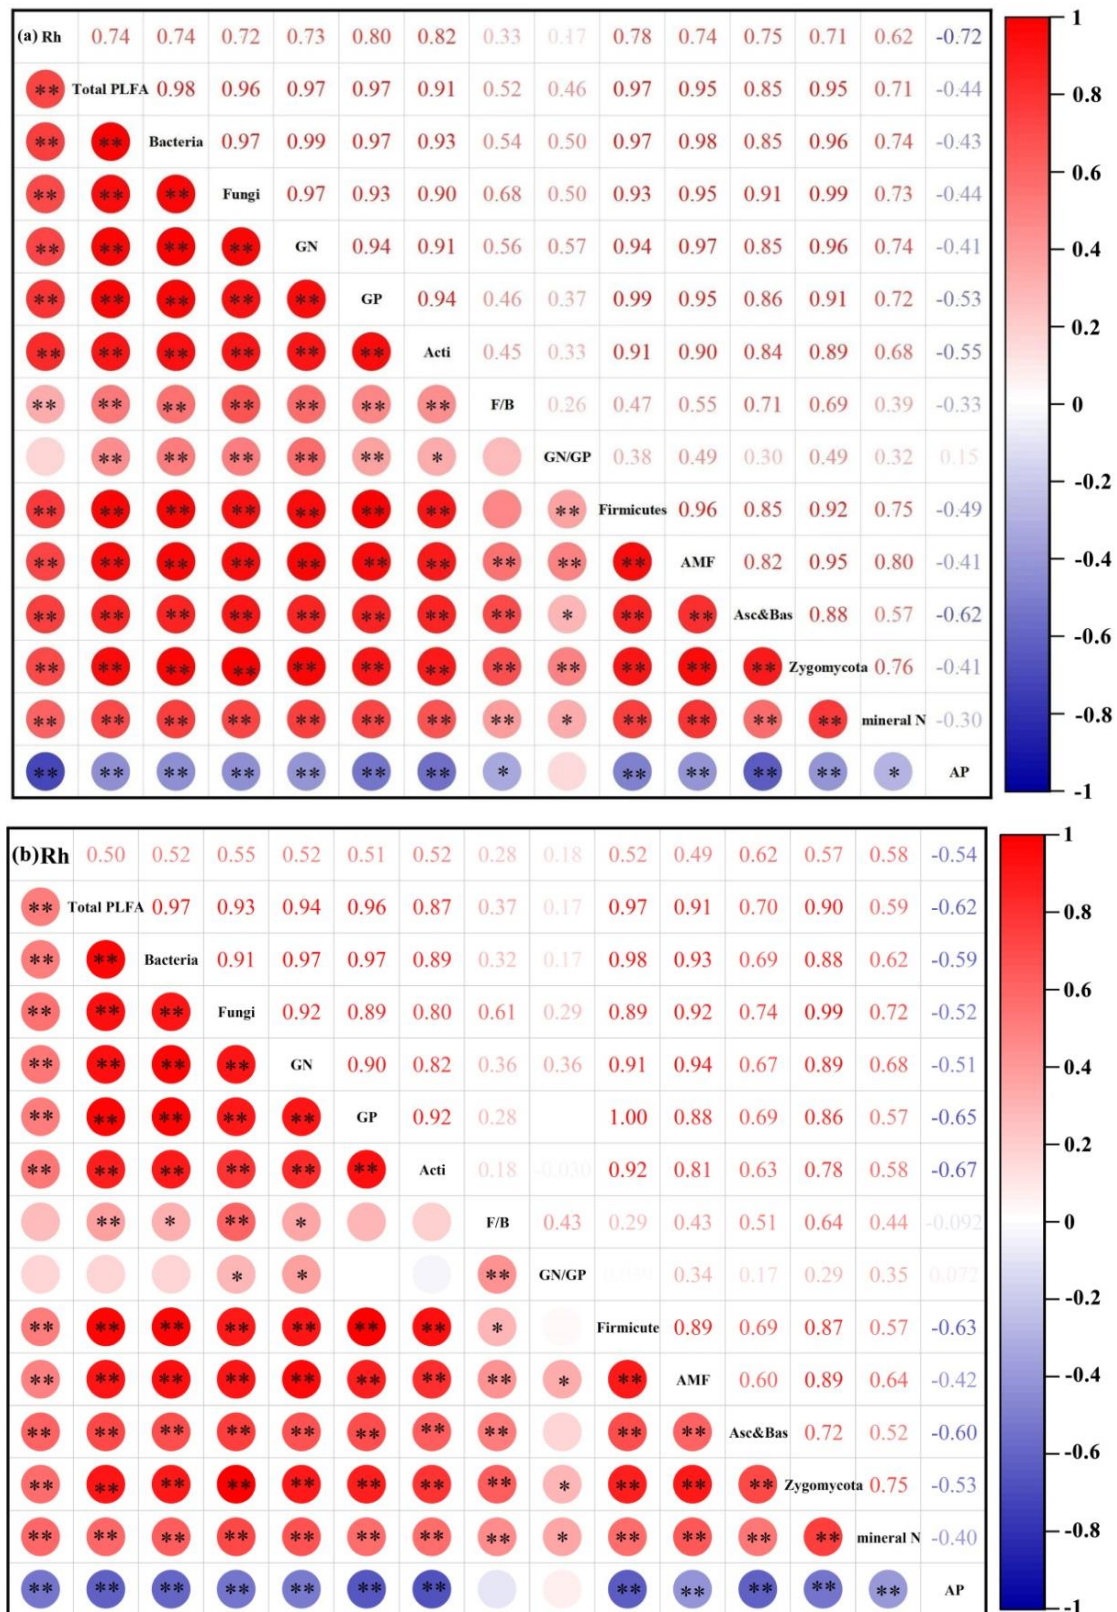 (a) Rh 0.74 0.74 0.72 0.73 0.80 0.82 0.33 0.17 0.78 0.74 0.75 0.71 0.62 -0.72
** Total PLFA 0.98 0.96 0.97 0.97 0.91 0.52 0.46 0.97 0.95 0.85 0.95 0.71 -0.44
** ** Bacteria 0.97 0.99 0.97 0.93 0.54 0.50 0.97 0.98 0.85 0.96 0.74 -0.43
** ** ** Fungi 0.97 0.93 0.90 0.68 0.50 0.93 0.95 0.91 0.99 0.73 -0.44
** ** ** ** GN 0.94 0.91 0.56 0.57 0.94 0.97 0.85 0.96 0.74 -0.41
** ** ** ** ** GP 0.94 0.46 0.37 0.99 0.95 0.86 0.91 0.72 -0.53
** ** ** ** ** ** Acti 0.45 0.33 0.91 0.90 0.84 0.89 0.68 -0.55
** ** ** ** ** ** ** F/B 0.26 0.47 0.55 0.71 0.69 0.39 -0.33
** ** ** ** ** * GN/GP 0.38 0.49 0.30 0.49 0.32 0.15
** ** ** ** ** ** ** ** Firmicutes 0.96 0.85 0.92 0.75 -0.49
** ** ** ** ** ** ** ** ** ** AMF 0.82 0.95 0.80 -0.41
** ** ** ** ** ** ** ** * ** ** Asc&Bas 0.88 0.57 -0.62
** ** ** ** ** ** ** ** ** ** ** ** Zygomycota 0.76 -0.41
** ** ** ** ** ** ** ** * ** ** ** ** mineral N -0.30
** ** ** ** ** ** ** * ** ** ** ** * AP
1
0.8
0.6
0.4
0.2
0
-0.2
-0.4
-0.6
-0.8
-1
(b) Rh 0.50 0.52 0.55 0.52 0.51 0.52 0.28 0.18 0.52 0.49 0.62 0.57 0.58 -0.54
** Total PLFA 0.97 0.93 0.94 0.96 0.87 0.37 0.17 0.97 0.91 0.70 0.90 0.59 -0.62
** ** Bacteria 0.91 0.97 0.97 0.89 0.32 0.17 0.98 0.93 0.69 0.88 0.62 -0.59
** ** ** Fungi 0.92 0.89 0.80 0.61 0.29 0.89 0.92 0.74 0.99 0.72 -0.52
** ** ** ** GN 0.90 0.82 0.36 0.36 0.91 0.94 0.67 0.89 0.68 -0.51
** ** ** ** ** GP 0.92 0.28 1.00 0.88 0.69 0.86 0.57 -0.65
** ** ** ** ** ** Acti 0.18 -0.030 0.92 0.81 0.63 0.78 0.58 -0.67
** * ** * F/B 0.43 0.29 0.43 0.51 0.64 0.44 -0.092
* * ** GN/GP 0.34 0.17 0.29 0.35 0.072
** ** ** ** ** ** ** * Firmicute 0.89 0.69 0.87 0.57 -0.63
** ** ** ** ** ** ** ** * ** AMF 0.60 0.89 0.64 -0.42
** ** ** ** ** ** ** ** ** ** Asc&Bas 0.72 0.52 -0.60
** ** ** ** ** ** ** ** * ** ** ** Zygomycota 0.75 -0.53
** ** ** ** ** ** ** ** * ** ** ** ** mineral N -0.40
** ** ** ** ** ** ** ** ** ** ** ** AP
1
0.8
0.6
0.4
0.2
0
-0.2
-0.4
-0.6
-0.8
-1